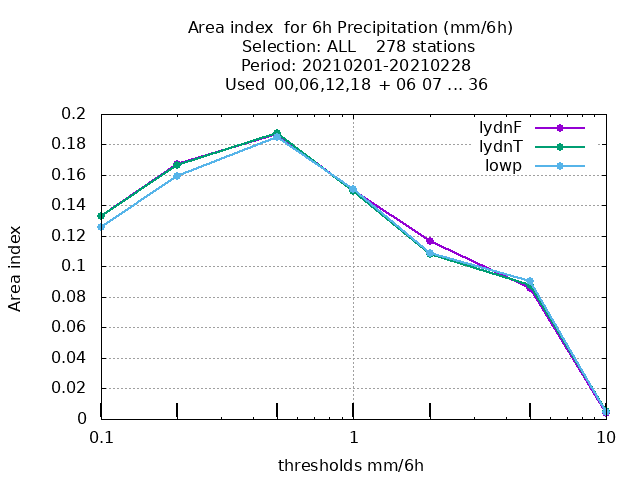 Area index  for 6h Precipitation (mm/6h)
Selection: ALL    278 stations
Period: 20210201-20210228
Used  00,06,12,18  + 06 07 ... 36
lydnF
lydnT
lowp
0.2
0.18
0.16
0.14
0.12
0.1
0.08
0.06
0.04
0.02
0
Area index
0.1 1 10
thresholds mm/6h